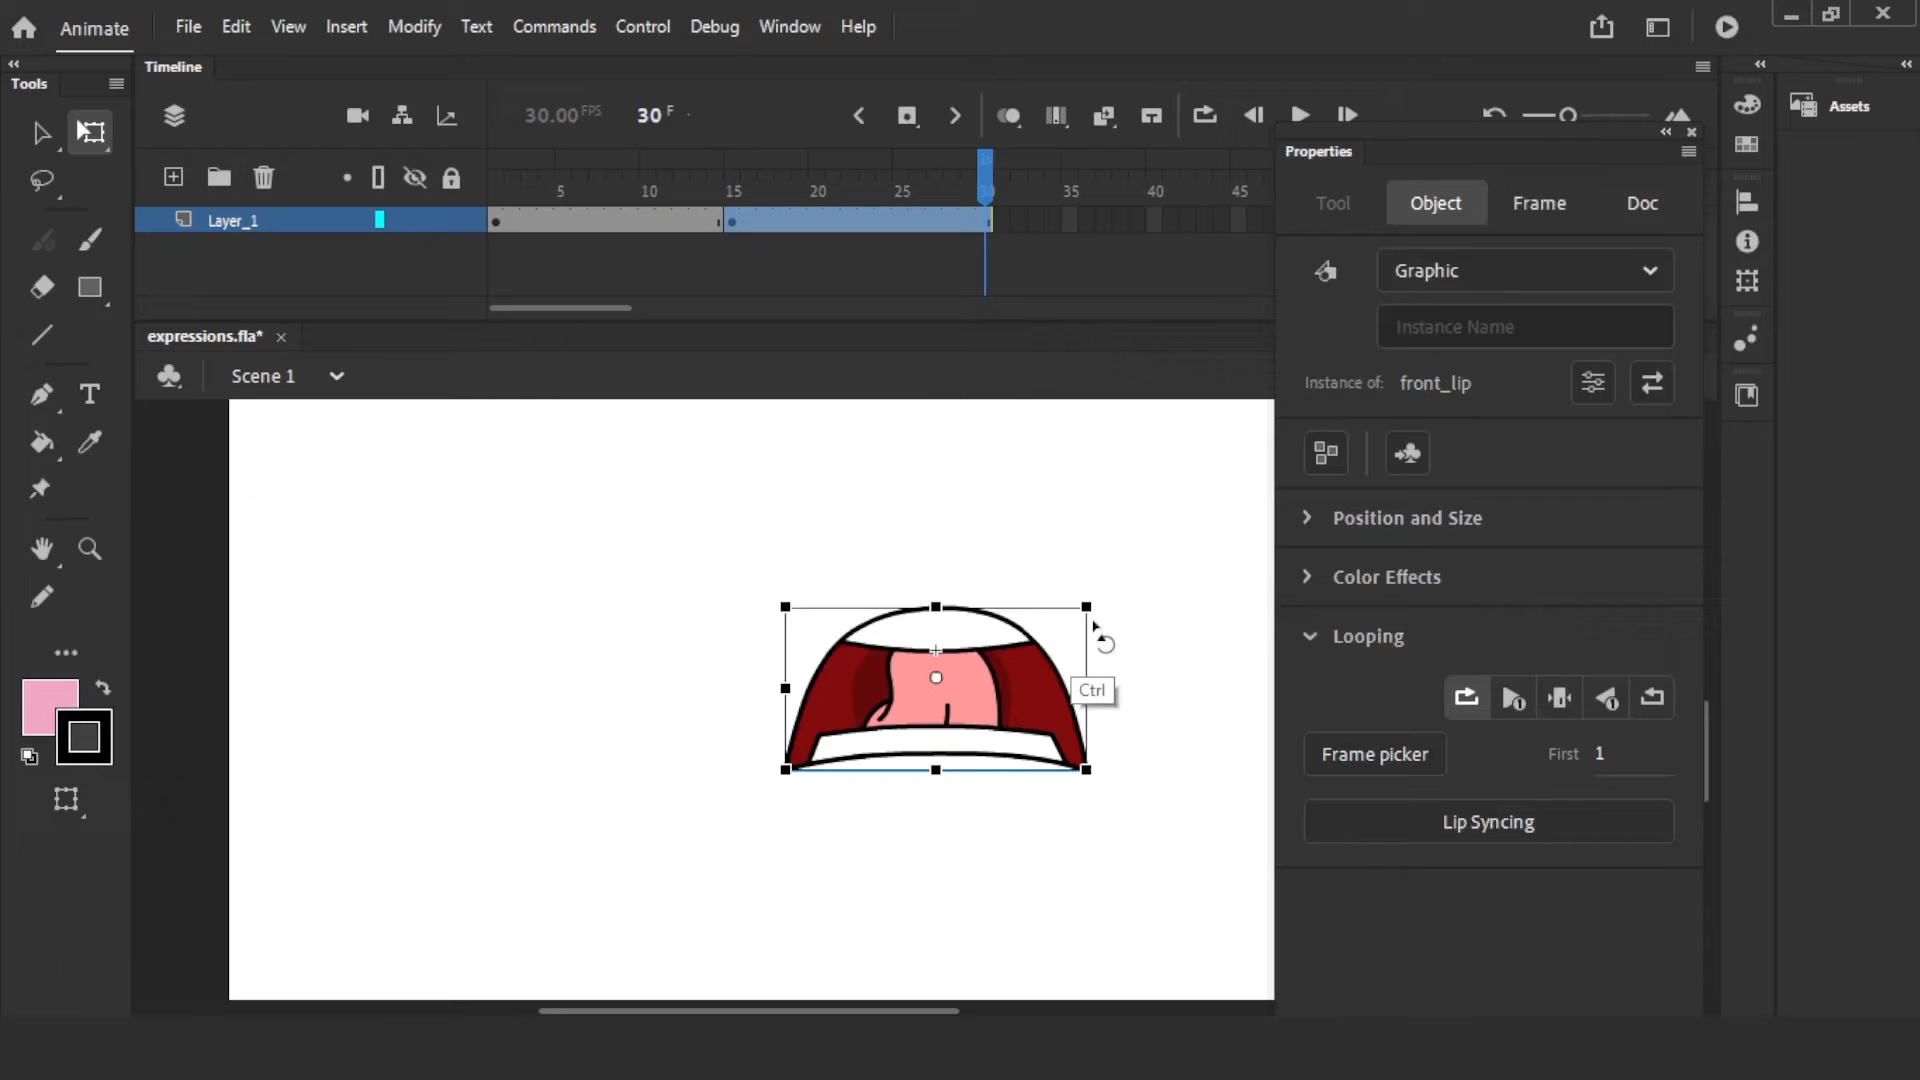 Animate File Edit View Insert Modify Text Commands Control Debug Window Help
Tools Timeline
30.00 FPS 30 F
Assets
Properties
5 10 15 20 25 30 35 40 45
Layer_1
Tool Object Frame Doc
Graphic
Instance Name
expressions.fla*
Scene 1
Instance of: front_lip
Position and Size
Color Effects
Looping
Ctrl
Frame picker First 1
Lip Syncing